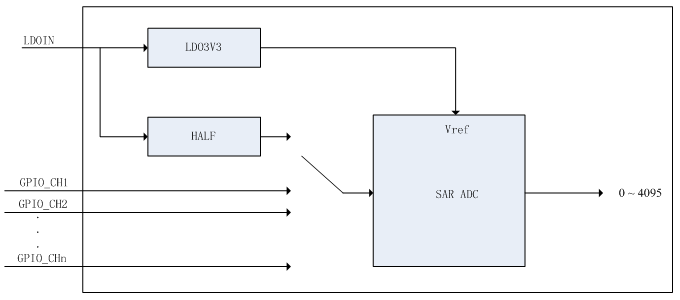 LDOIN
LDO3V3
HALF
Vref
SAR ADC
0 ~ 4095
GPIO_CH1
GPIO_CH2
.
.
.
GPIO_CHn